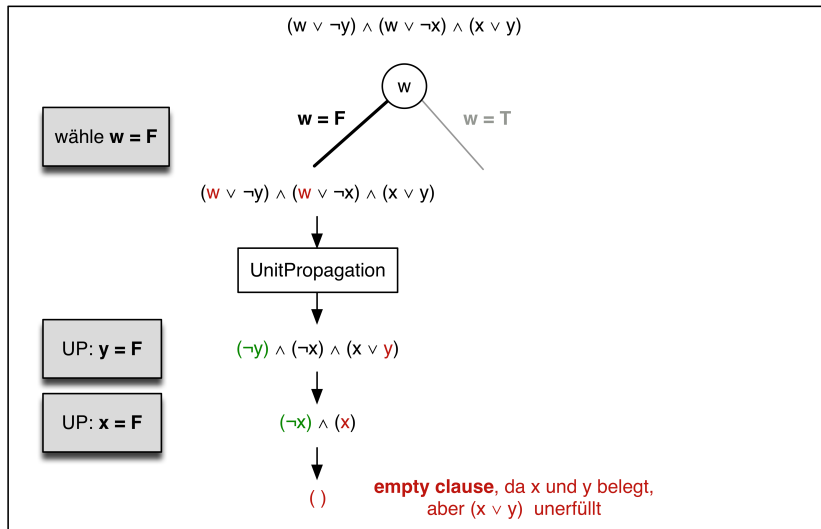 (w ∨ ¬y) ∧ (w ∨ ¬x) ∧ (x ∨ y)
w
w = F
w = T
wähle w = F
(w ∨ ¬y) ∧ (w ∨ ¬x) ∧ (x ∨ y)
UnitPropagation
UP: y = F
(¬y) ∧ (¬x) ∧ (x ∨ y)
UP: x = F
(¬x) ∧ (x)
( )
empty clause, da x und y belegt,
aber (x ∨ y) unerfüllt